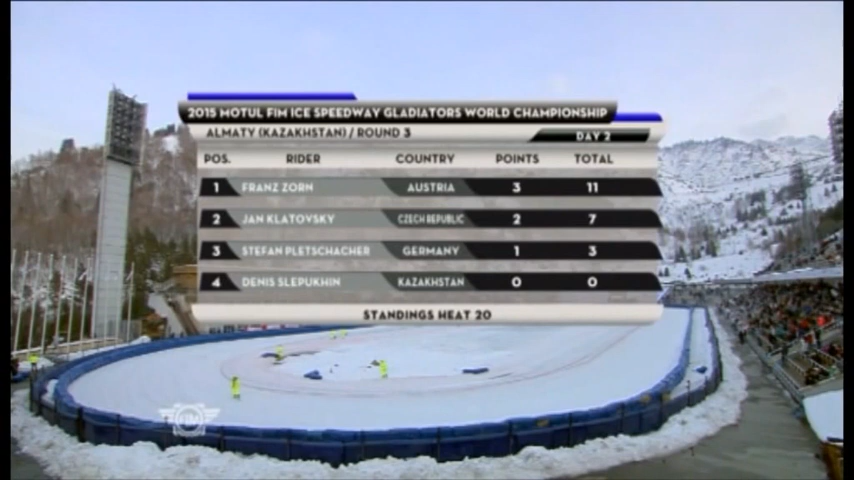 2015 MOTUL FIM ICE SPEEDWAY GLADIATORS WORLD CHAMPIONSHIP
ALMATY (KAZAKHSTAN) / ROUND 3 DAY 2
POS. RIDER COUNTRY POINTS TOTAL
1 FRANZ ZORN AUSTRIA 3 11
2 JAN KLATOVSKY CZECH REPUBLIC 2 7
3 STEFAN PLETSCHACHER GERMANY 1 3
4 DENIS SLEPUKHIN KAZAKHSTAN 0 0
STANDINGS HEAT 20
FIM